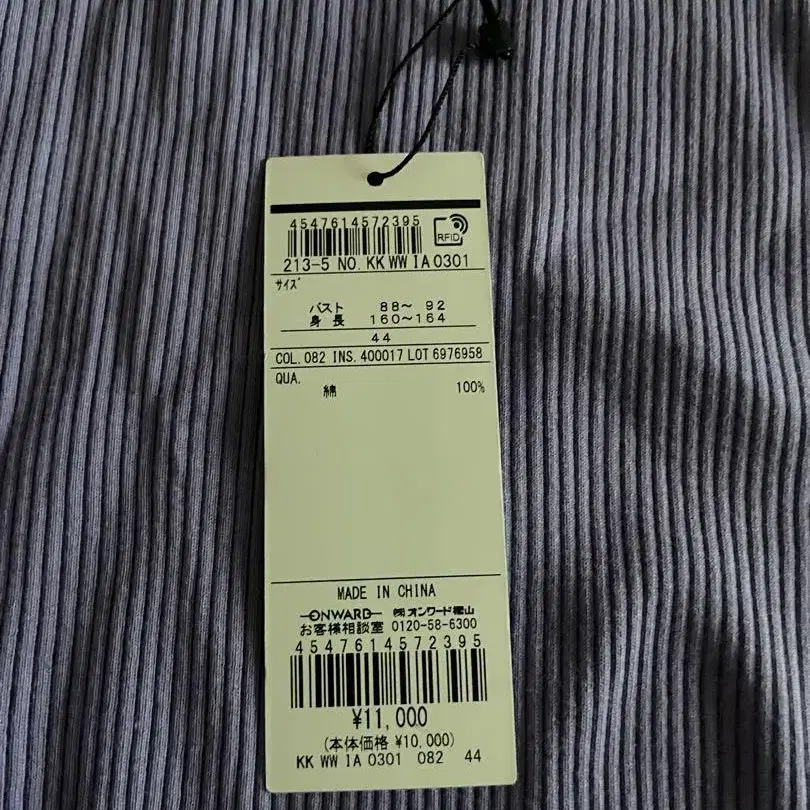 4547614572395
RFID
213-5 NO. KK WW IA 0301
ｻｲｽﾞ
バスト 88～ 92
身長 160～164
44
COL. 082 INS. 400017 LOT 6976958
QUA.
綿 100%
MADE IN CHINA
ONWARD ㈱オンワード樫山
お客様相談室 0120-58-6300
4547614572395
¥11,000
(本体価格 ¥10,000)
KK WW IA 0301 082 44